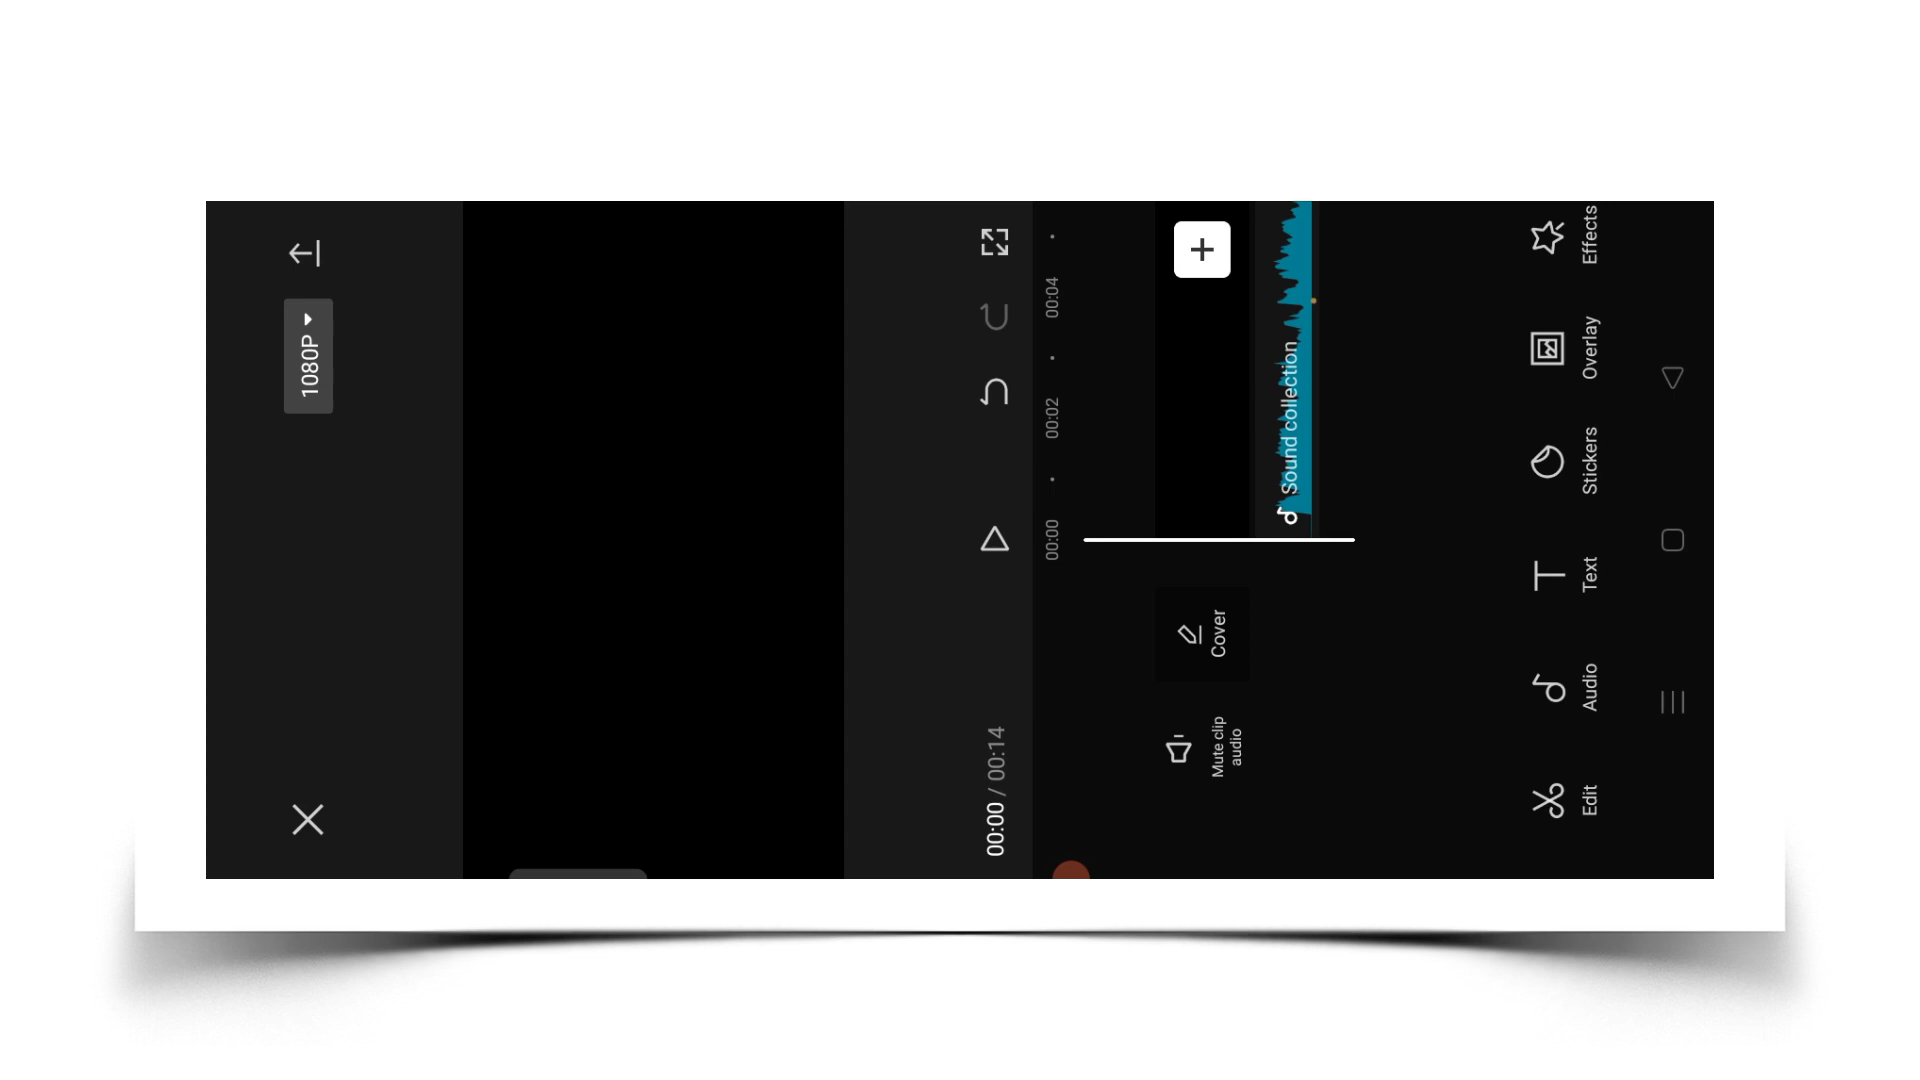 1080P
00:00 / 00:14
00:00
00:02
00:04
Mute clip
audio
Cover
Sound collection
Edit
Audio
Text
Stickers
Overlay
Effects